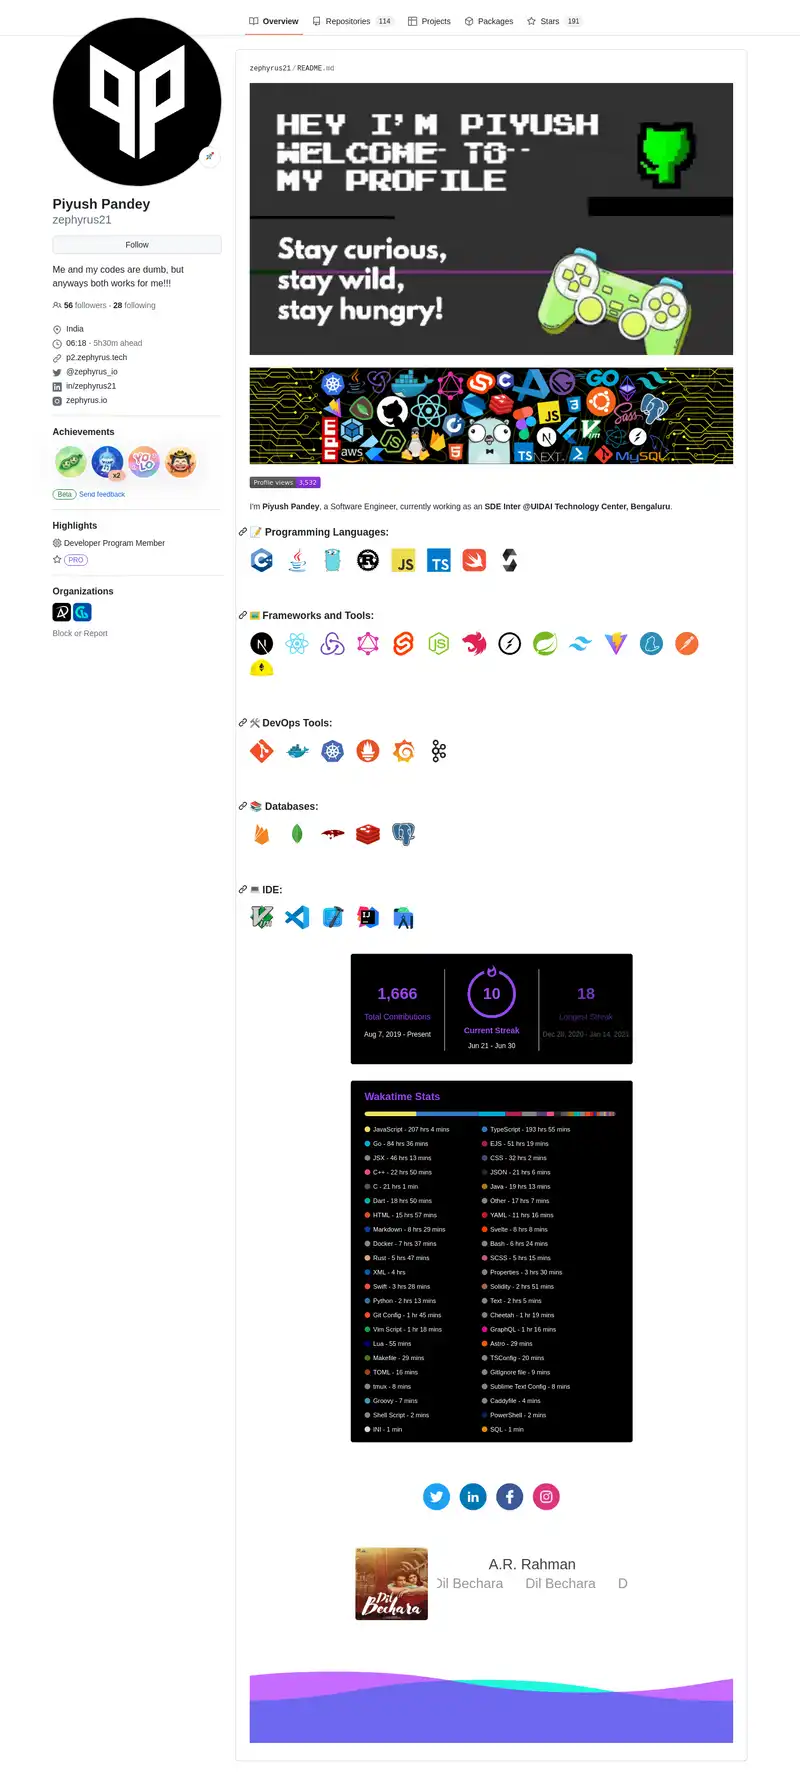 Overview
Repositories 114
Projects
Packages
Stars 191
Piyush Pandey
zephyrus21
Follow
Me and my codes are dumb, but
anyways both works for me!!!
56 followers · 28 following
India
06:18 - 5h30m ahead
p2.zephyrus.tech
@zephyrus_io
in/zephyrus21
zephyrus.io
Achievements
x2
YOLO
Beta Send feedback
Highlights
Developer Program Member
PRO
Organizations
Block or Report
zephyrus21/README.md
HEY I'M PIYUSH
WELCOME TO
MY PROFILE
Stay curious,
stay wild,
stay hungry!
GO
JS
Sass
aws
TS
NEXT
MySQL
Profile views 3,532
I'm Piyush Pandey, a Software Engineer, currently working as an SDE Inter @UIDAI Technology Center, Bengaluru.
Programming Languages:
JS
TS
Frameworks and Tools:
DevOps Tools:
Databases:
IDE:
1,666
Total Contributions
Aug 7, 2019 - Present
10
Current Streak
Jun 21 - Jun 30
18
Longest Streak
Dec 28, 2020 - Jan 14, 2021
Wakatime Stats
JavaScript - 207 hrs 4 mins
TypeScript - 193 hrs 55 mins
Go - 84 hrs 36 mins
EJS - 51 hrs 19 mins
JSX - 46 hrs 13 mins
CSS - 32 hrs 2 mins
C++ - 22 hrs 50 mins
JSON - 21 hrs 6 mins
C - 21 hrs 1 min
Java - 19 hrs 13 mins
Dart - 18 hrs 50 mins
Other - 17 hrs 7 mins
HTML - 15 hrs 57 mins
YAML - 11 hrs 16 mins
Markdown - 8 hrs 29 mins
Svelte - 8 hrs 8 mins
Docker - 7 hrs 37 mins
Bash - 6 hrs 24 mins
Rust - 5 hrs 47 mins
SCSS - 5 hrs 15 mins
XML - 4 hrs
Properties - 3 hrs 30 mins
Swift - 3 hrs 28 mins
Solidity - 2 hrs 51 mins
Python - 2 hrs 13 mins
Text - 2 hrs 5 mins
Git Config - 1 hr 45 mins
Cheetah - 1 hr 19 mins
Vim Script - 1 hr 18 mins
GraphQL - 1 hr 16 mins
Lua - 55 mins
Astro - 29 mins
Makefile - 29 mins
TSConfig - 20 mins
TOML - 16 mins
GitIgnore file - 9 mins
tmux - 8 mins
Sublime Text Config - 8 mins
Groovy - 7 mins
Caddyfile - 4 mins
Shell Script - 2 mins
PowerShell - 2 mins
INI - 1 min
SQL - 1 min
Dil Bechara
A.R. Rahman
Dil Bechara Dil Bechara D